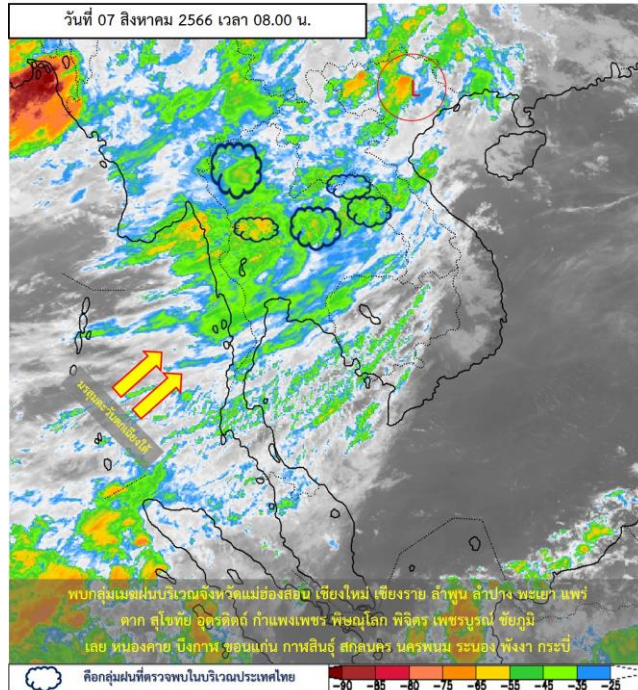 วันที่ 07 สิงหาคม 2566 เวลา 08.00 น.
L
มรสุมตะวันตกเฉียงใต้
พบกลุ่มเมฆฝนบริเวณจังหวัดแม่ฮ่องสอน เชียงใหม่ เชียงราย ลำพูน ลำปาง พะเยา แพร่
ตาก สุโขทัย อุตรดิตถ์ กำแพงเพชร พิษณุโลก พิจิตร เพชรบูรณ์ ชัยภูมิ
เลย หนองคาย บึงกาฬ ขอนแก่น กาฬสินธุ์ สกลนคร นครพนม ระนอง พังงา กระบี่
คือกลุ่มฝนที่ตรวจพบในบริเวณประเทศไทย
-90 -85 -80 -75 -65 -55 -45 -35 -25